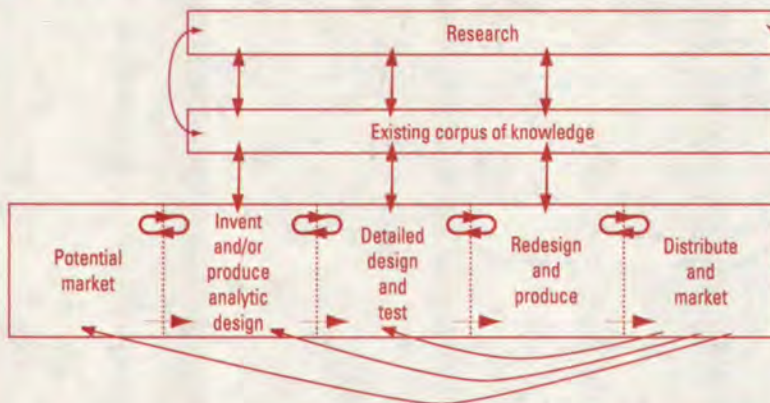 Research
Existing corpus of knowledge
Potential
market
Invent
and/or
produce
analytic
design
Detailed
design
and
test
Redesign
and
produce
Distribute
and
market